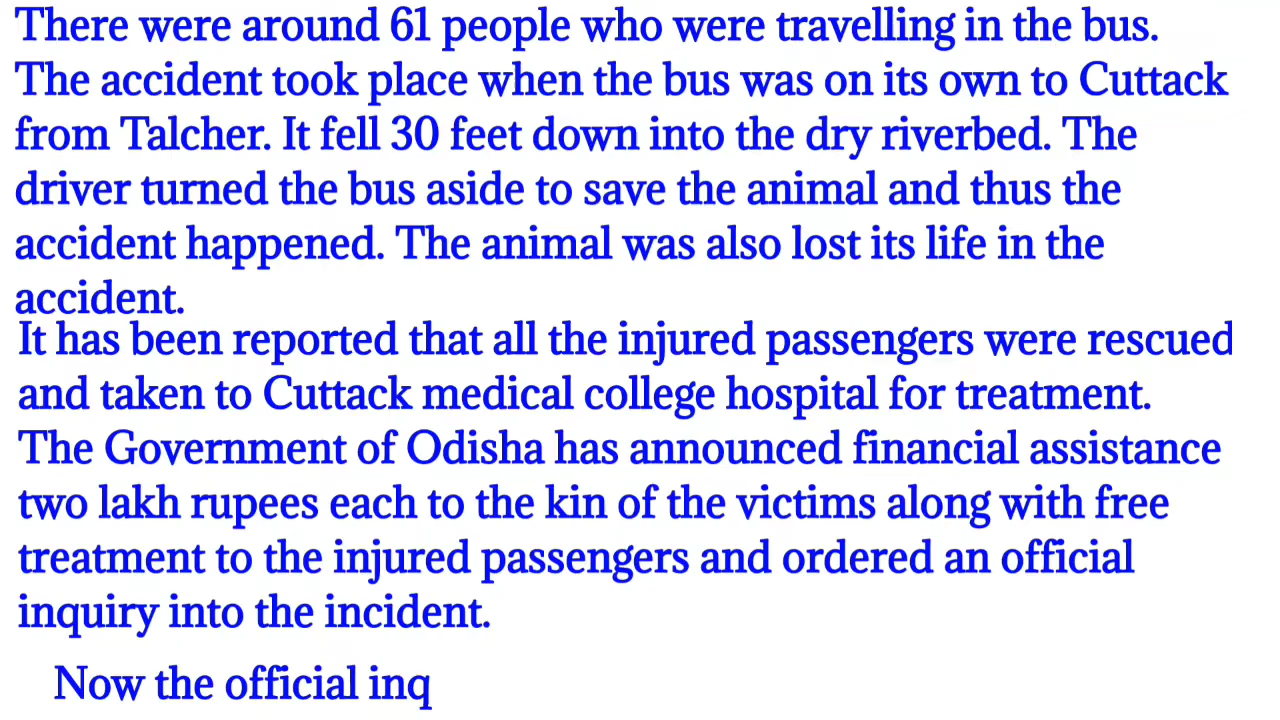 There were around 61 people who were travelling in the bus.
The accident took place when the bus was on its own to Cuttack
from Talcher. It fell 30 feet down into the dry riverbed. The
driver turned the bus aside to save the animal and thus the
accident happened. The animal was also lost its life in the
accident.
It has been reported that all the injured passengers were rescued
and taken to Cuttack medical college hospital for treatment.
The Government of Odisha has announced financial assistance
two lakh rupees each to the kin of the victims along with free
treatment to the injured passengers and ordered an official
inquiry into the incident.
Now the official inq